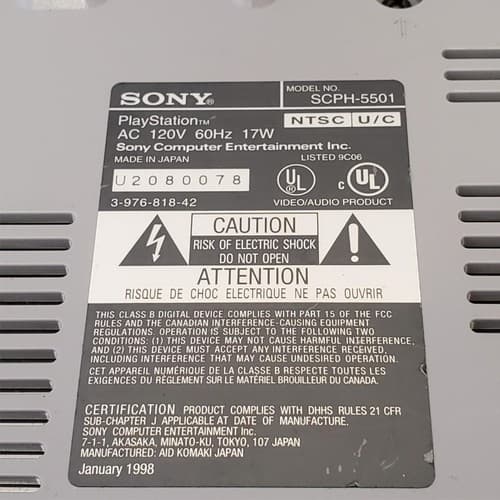 SONY®
MODEL NO.
SCPH-5501
PlayStation™
NTSC U/C
AC 120V 60Hz 17W
Sony Computer Entertainment Inc.
MADE IN JAPAN
LISTED 9C06
U2080078
UL ®
c UL ®
3-976-818-42
VIDEO/AUDIO PRODUCT
CAUTION
RISK OF ELECTRIC SHOCK
DO NOT OPEN
ATTENTION
RISQUE DE CHOC ELECTRIQUE NE PAS OUVRIR
THIS CLASS B DIGITAL DEVICE COMPLIES WITH PART 15 OF THE FCC
RULES AND THE CANADIAN INTERFERENCE-CAUSING EQUIPMENT
REGULATIONS. OPERATION IS SUBJECT TO THE FOLLOWING TWO
CONDITIONS: (1) THIS DEVICE MAY NOT CAUSE HARMFUL INTERFERENCE,
AND (2) THIS DEVICE MUST ACCEPT ANY INTERFERENCE RECEIVED,
INCLUDING INTERFERENCE THAT MAY CAUSE UNDESIRED OPERATION.
CET APPAREIL NUMÉRIQUE DE LA CLASSE B RESPECTE TOUTES LES
EXIGENCES DU RÈGLEMENT SUR LE MATÉRIEL BROUILLEUR DU CANADA.
CERTIFICATION PRODUCT COMPLIES WITH DHHS RULES 21 CFR
SUB-CHAPTER J APPLICABLE AT DATE OF MANUFACTURE.
SONY COMPUTER ENTERTAINMENT Inc.
7-1-1, AKASAKA, MINATO-KU, TOKYO, 107 JAPAN
MANUFACTURED: AID KOMAKI JAPAN
January 1998